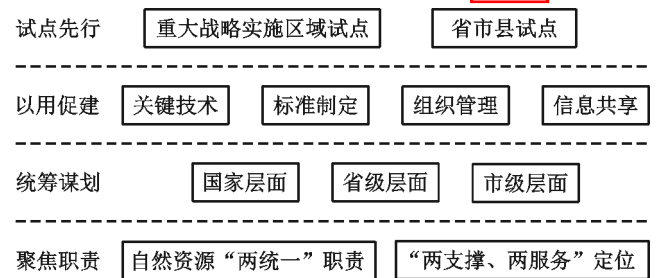 试点先行 重大战略实施区域试点 省市县试点
以用促建 关键技术 标准制定 组织管理 信息共享
统筹谋划 国家层面 省级层面 市级层面
聚焦职责 自然资源“两统一”职责 “两支撑、两服务”定位